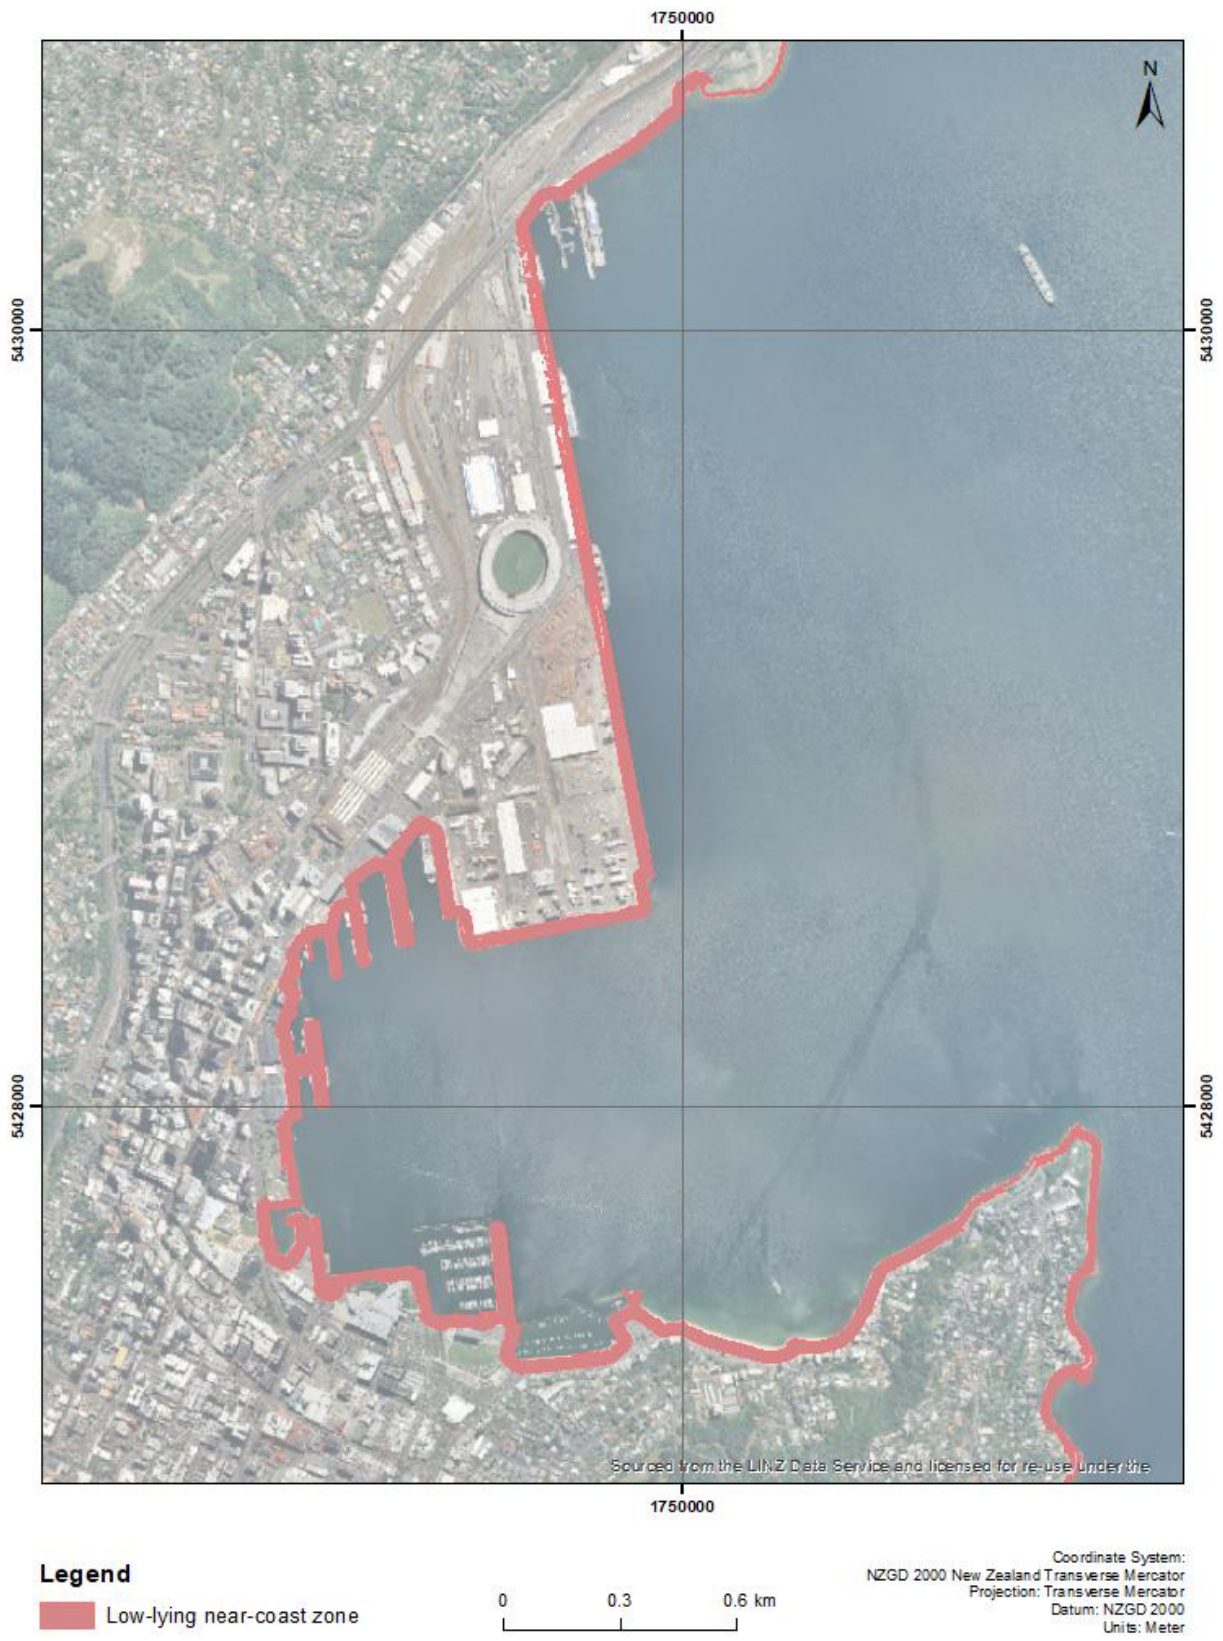 1750000
N
5430000
5430000
5428000
5428000
Sourced from the LINZ Data Service and licensed for re-use under the
1750000
Legend
Low-lying near-coast zone
0 0.3 0.6 km
Coordinate System:
NZGD 2000 New Zealand Transverse Mercator
Projection: Transverse Mercator
Datum: NZGD 2000
Units: Meter